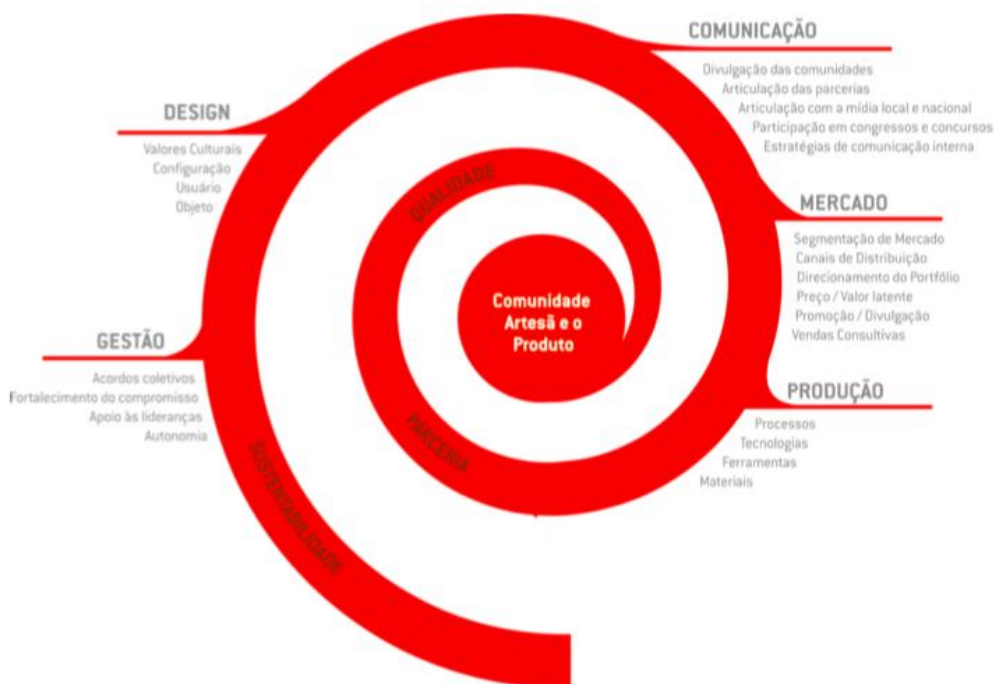 COMUNICAÇÃO
Divulgação das comunidades
Articulação das parcerias
Articulação com a mídia local e nacional
Participação em congressos e concursos
Estratégias de comunicação interna
DESIGN
Valores Culturais
Configuração
Usuário
Objeto
QUALIDADE
MERCADO
Segmentação de Mercado
Canais de Distribuição
Direcionamento do Portfólio
Preço / Valor latente
Promoção / Divulgação
Vendas Consultivas
Comunidade
Artesã e o
Produto
GESTÃO
Acordos coletivos
Fortalecimento do compromisso
Apoio às lideranças
Autonomia
PRODUÇÃO
Processos
Tecnologias
Ferramentas
Materiais
PARCERIA
SUSTENTABILIDADE